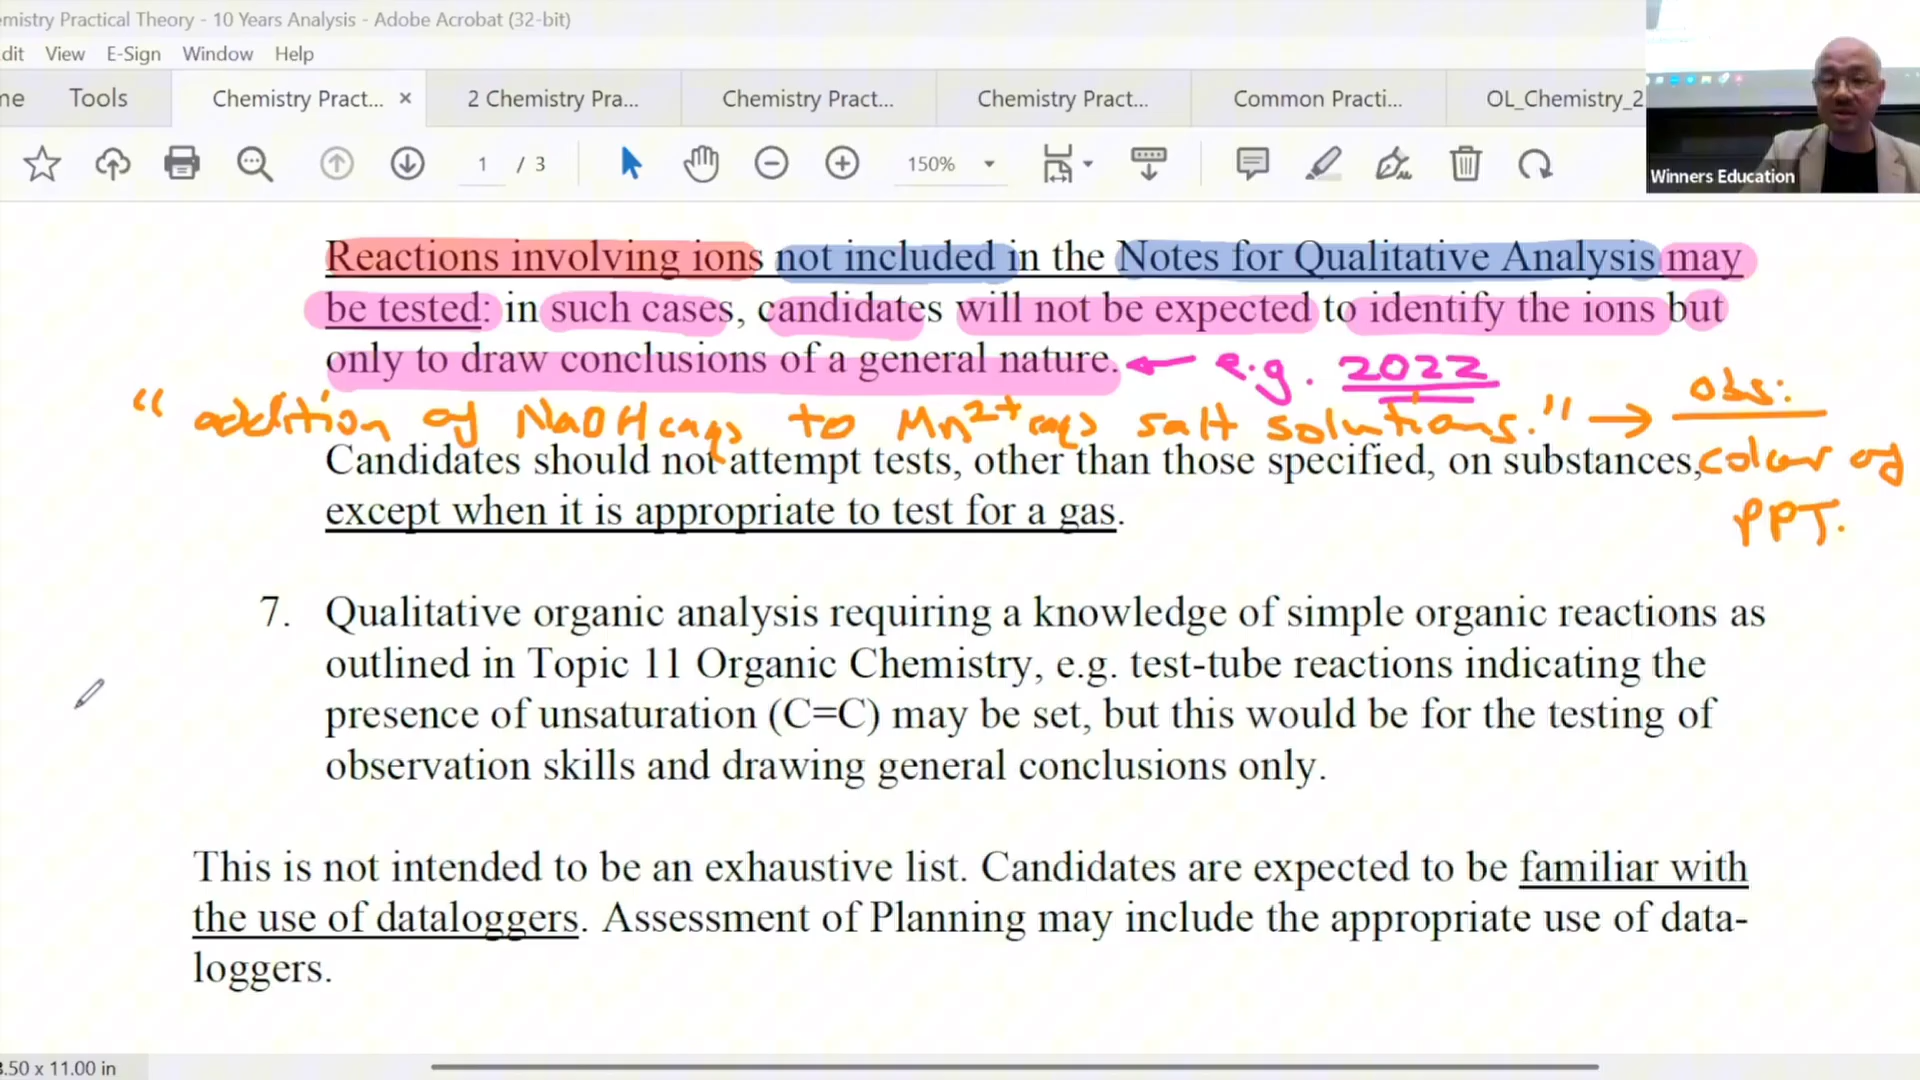 emistry Practical Theory - 10 Years Analysis - Adobe Acrobat (32-bit)
dit View E-Sign Window Help
me Tools Chemistry Pract... × 2 Chemistry Pra... Chemistry Pract... Chemistry Pract... Common Practi... OL_Chemistry_2
1 / 3 150%
Winners Education
Reactions involving ions not included in the Notes for Qualitative Analysis may
be tested: in such cases, candidates will not be expected to identify the ions but
only to draw conclusions of a general nature. ← e.g. 2022
"addition of NaOH(aq) to Mn²⁺(aq) salt solutions." → obs:
Candidates should not attempt tests, other than those specified, on substances, colour of
except when it is appropriate to test for a gas. PPT.
7. Qualitative organic analysis requiring a knowledge of simple organic reactions as
outlined in Topic 11 Organic Chemistry, e.g. test-tube reactions indicating the
presence of unsaturation (C=C) may be set, but this would be for the testing of
observation skills and drawing general conclusions only.
This is not intended to be an exhaustive list. Candidates are expected to be familiar with
the use of dataloggers. Assessment of Planning may include the appropriate use of data-
loggers.
8.50 x 11.00 in